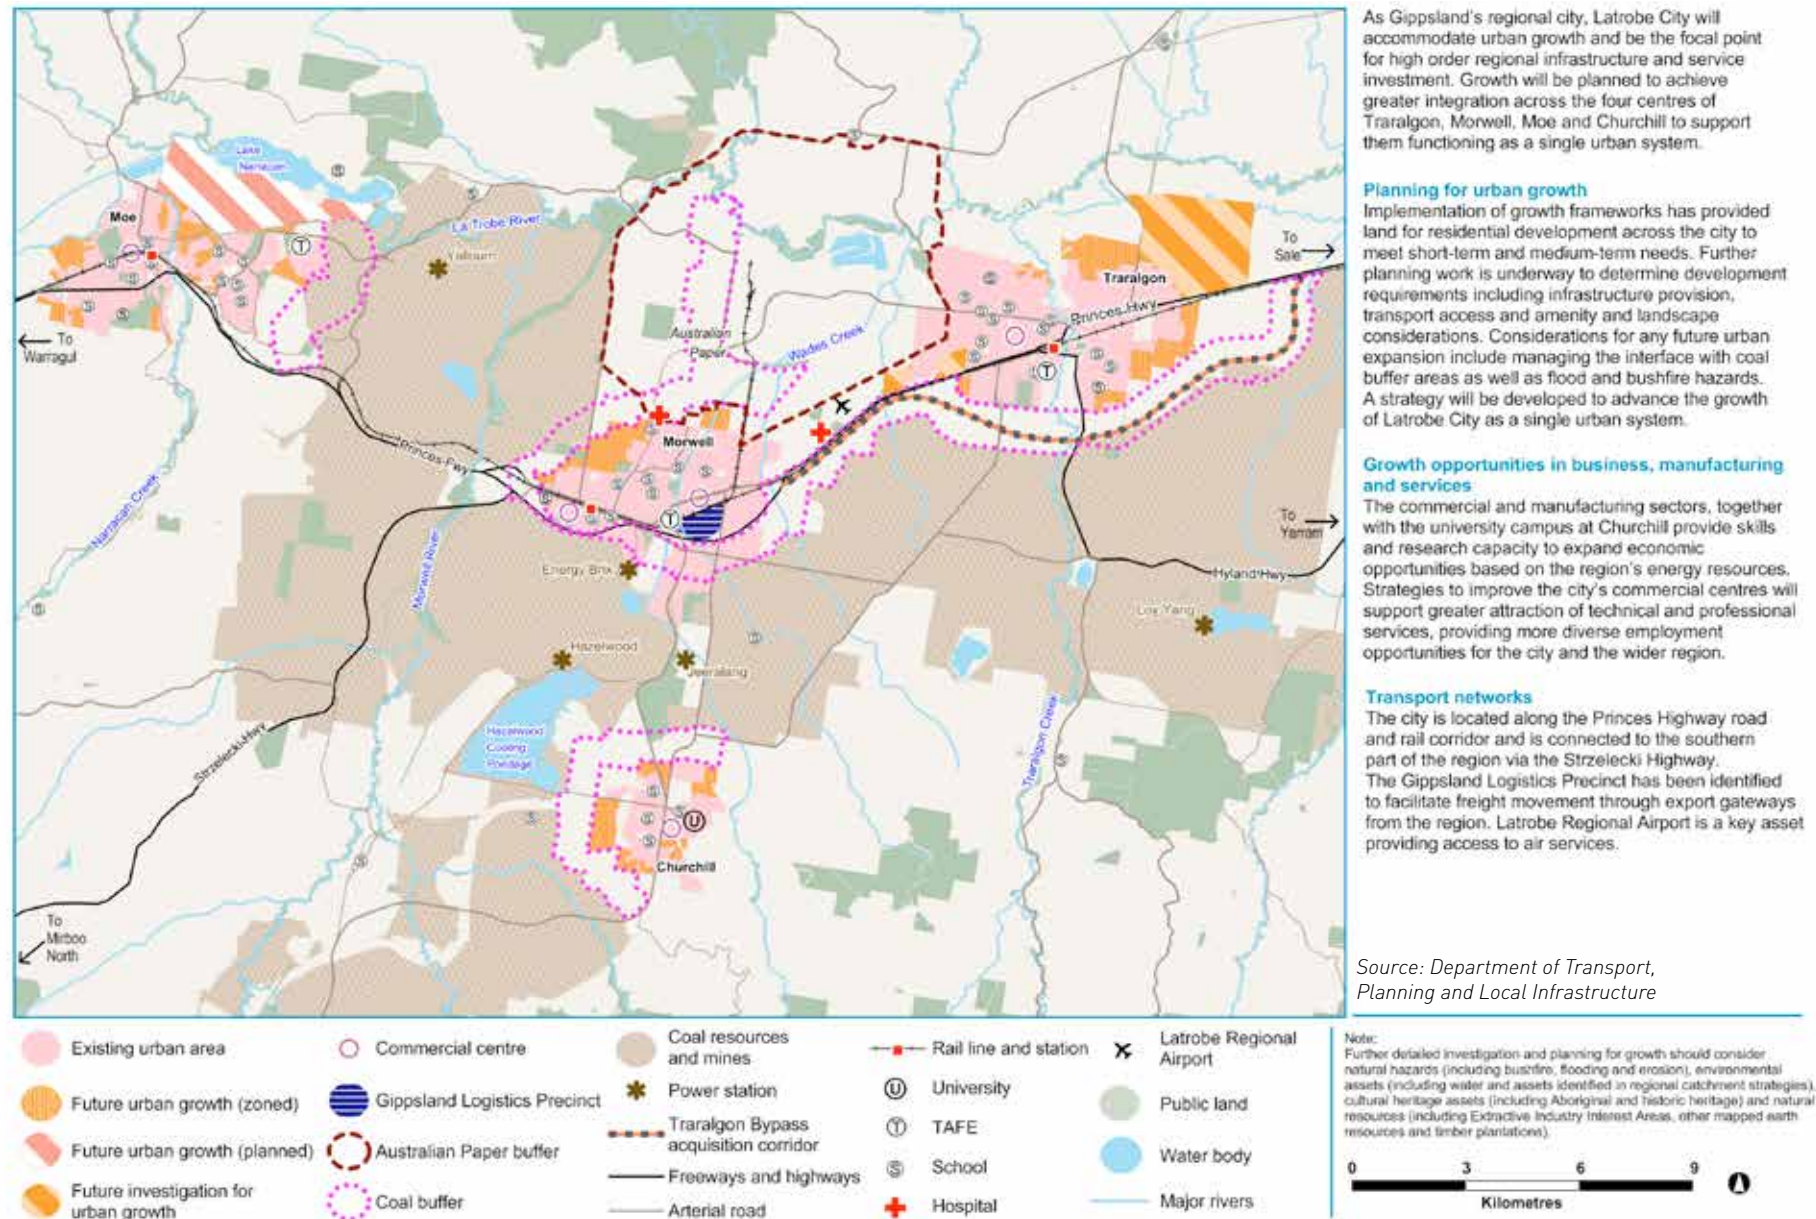 As Gippsland's regional city, Latrobe City will
accommodate urban growth and be the focal point
for high order regional infrastructure and service
investment. Growth will be planned to achieve
greater integration across the four centres of
Traralgon, Morwell, Moe and Churchill to support
them functioning as a single urban system.
Planning for urban growth
Implementation of growth frameworks has provided
land for residential development across the city to
meet short-term and medium-term needs. Further
planning work is underway to determine development
requirements including infrastructure provision,
transport access and amenity and landscape
considerations. Considerations for any future urban
expansion include managing the interface with coal
buffer areas as well as flood and bushfire hazards.
A strategy will be developed to advance the growth
of Latrobe City as a single urban system.
Growth opportunities in business, manufacturing
and services
The commercial and manufacturing sectors, together
with the university campus at Churchill provide skills
and research capacity to expand economic
opportunities based on the region's energy resources.
Strategies to improve the city's commercial centres will
support greater attraction of technical and professional
services, providing more diverse employment
opportunities for the city and the wider region.
Transport networks
The city is located along the Princes Highway road
and rail corridor and is connected to the southern
part of the region via the Strzelecki Highway.
The Gippsland Logistics Precinct has been identified
to facilitate freight movement through export gateways
from the region. Latrobe Regional Airport is a key asset
providing access to air services.
Source: Department of Transport,
Planning and Local Infrastructure
Lake
Narracan
Moe
La Trobe River
Yallourn
To
Warragul
To
Sale
Traralgon
Princes Hwy
Australian
Paper
Wades Creek
Morwell
Princes Fwy
Narracan Creek
Morwell River
Energy Brix
Hazelwood
Jeeralang
Hazelwood
Cooling
Pondage
Strzelecki Hwy
Churchill
Traralgon Creek
Loy Yang
Hyland Hwy
To
Yarram
To
Mirboo
North
Existing urban area
Future urban growth (zoned)
Future urban growth (planned)
Future investigation for
urban growth
Commercial centre
Gippsland Logistics Precinct
Australian Paper buffer
Coal buffer
Coal resources
and mines
Power station
Traralgon Bypass
acquisition corridor
Freeways and highways
Arterial road
Rail line and station
U University
T TAFE
S School
Hospital
Latrobe Regional
Airport
Public land
Water body
Major rivers
Note:
Further detailed investigation and planning for growth should consider
natural hazards (including bushfire, flooding and erosion), environmental
assets (including water and assets identified in regional catchment strategies),
cultural heritage assets (including Aboriginal and historic heritage) and natural
resources (including Extractive Industry Interest Areas, other mapped earth
resources and timber plantations).
0 3 6 9
Kilometres